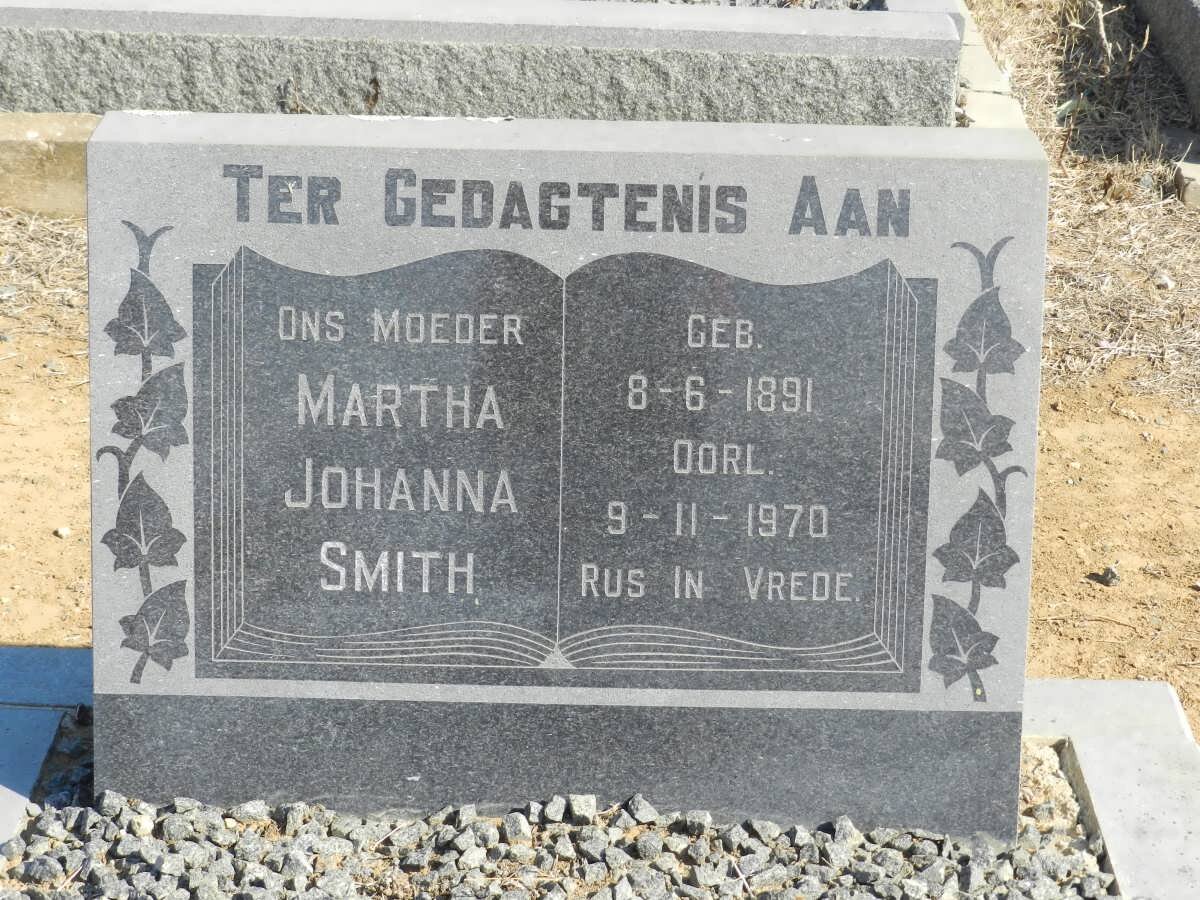 TER GEDAGTENIS AAN
ONS MOEDER
MARTHA
JOHANNA
SMITH
GEB.
8-6-1891
OORL.
9-11-1970
RUS IN VREDE.